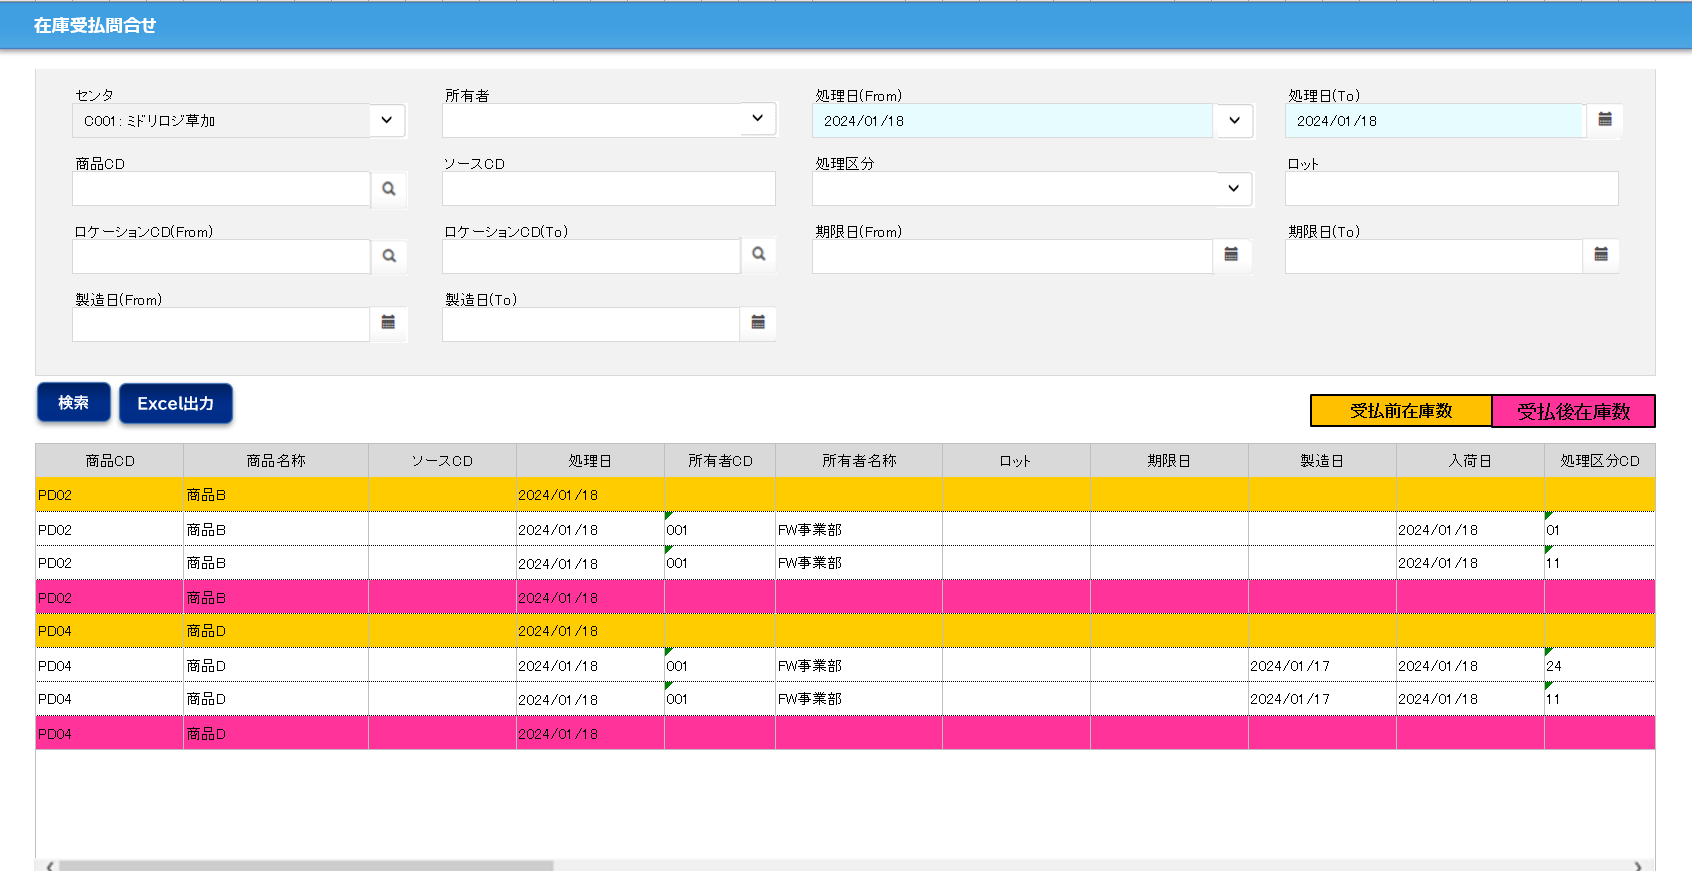 在庫受払問合せ
センタ 所有者 処理日(From) 処理日(To)
C001：ミドリロジ草加 2024/01/18 2024/01/18
商品CD ソースCD 処理区分 ロット
ロケーションCD(From) ロケーションCD(To) 期限日(From) 期限日(To)
製造日(From) 製造日(To)
検索 Excel出力 受払前在庫数 受払後在庫数
商品CD 商品名称 ソースCD 処理日 所有者CD 所有者名称 ロット 期限日 製造日 入荷日 処理区分CD
PD02 商品B 2024/01/18
PD02 商品B 2024/01/18 001 FW事業部 2024/01/18 01
PD02 商品B 2024/01/18 001 FW事業部 2024/01/18 11
PD02 商品B 2024/01/18
PD04 商品D 2024/01/18
PD04 商品D 2024/01/18 001 FW事業部 2024/01/17 2024/01/18 24
PD04 商品D 2024/01/18 001 FW事業部 2024/01/17 2024/01/18 11
PD04 商品D 2024/01/18